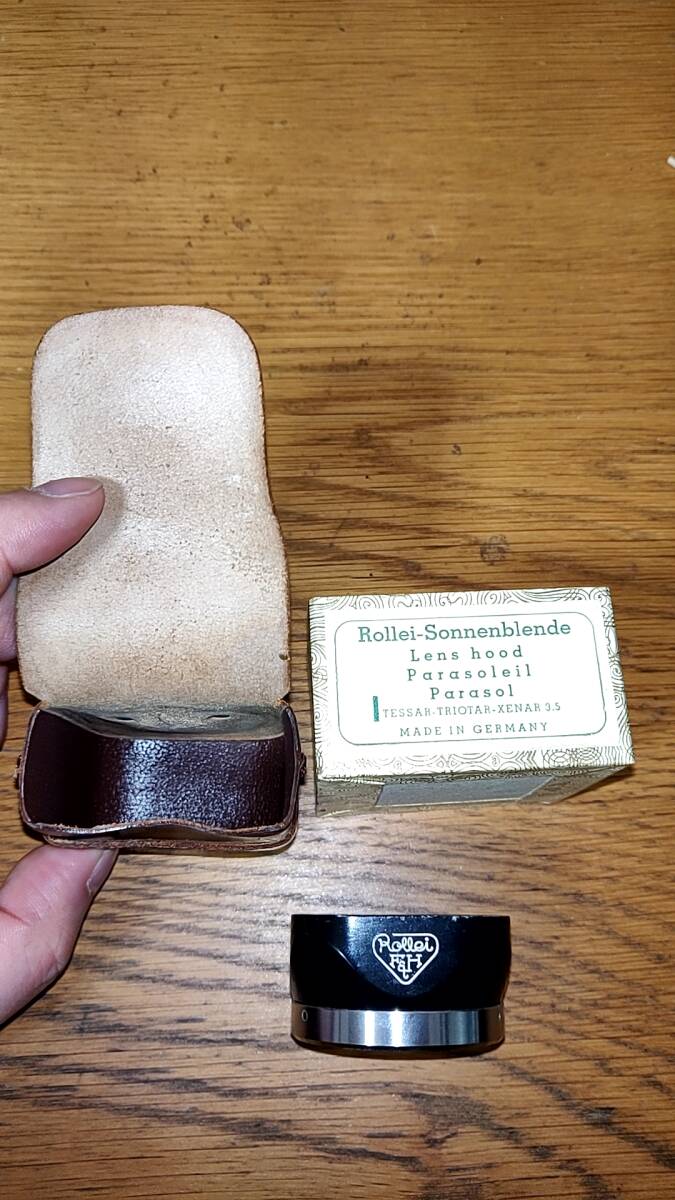 Rollei-Sonnenblende
Lens hood
Parasoleil
Parasol
I TESSAR-TRIOTAR-XENAR 3.5
MADE IN GERMANY
Rollei
F&H
O